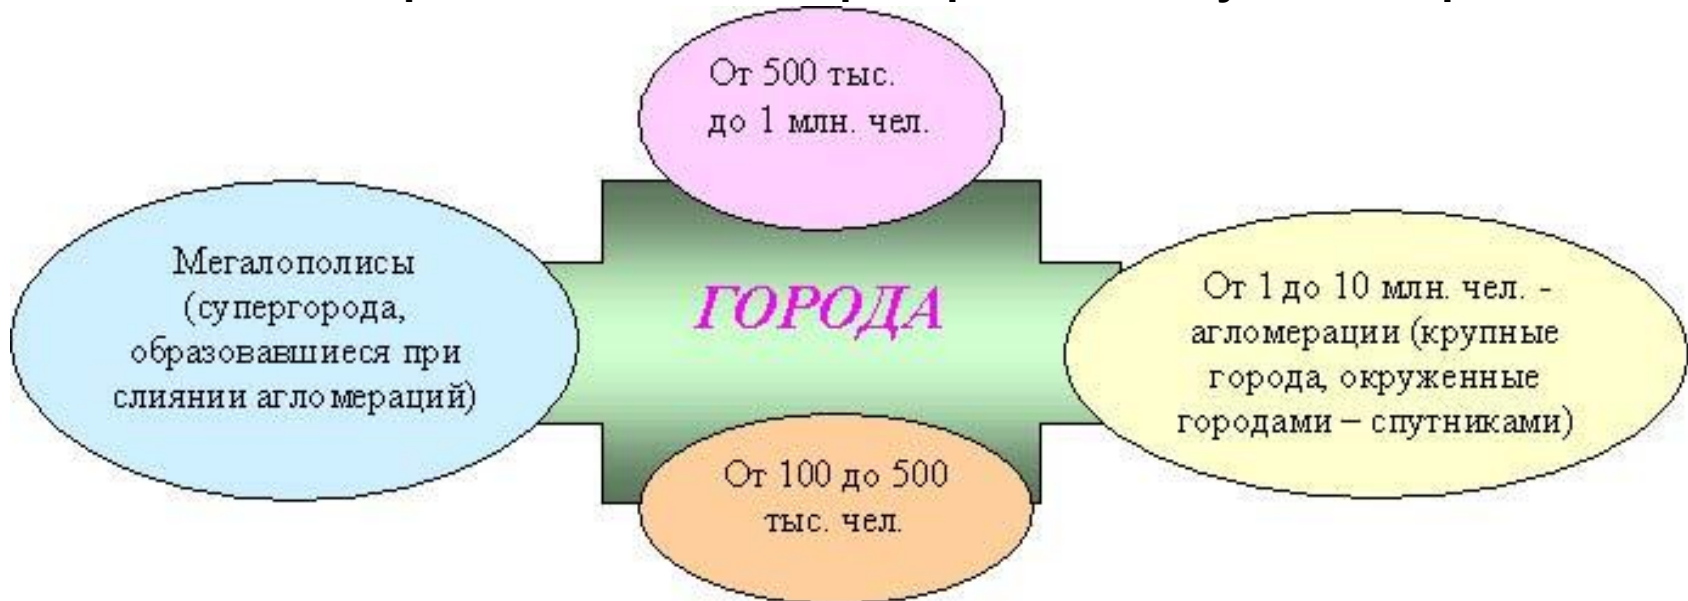 От 500 тыс.
до 1 млн. чел.
Мегалополисы
(супергорода,
образовавшиеся при
слиянии агломераций)
ГОРОДА
От 1 до 10 млн. чел. -
агломерации (крупные
города, окруженные
городами – спутниками)
От 100 до 500
тыс. чел.